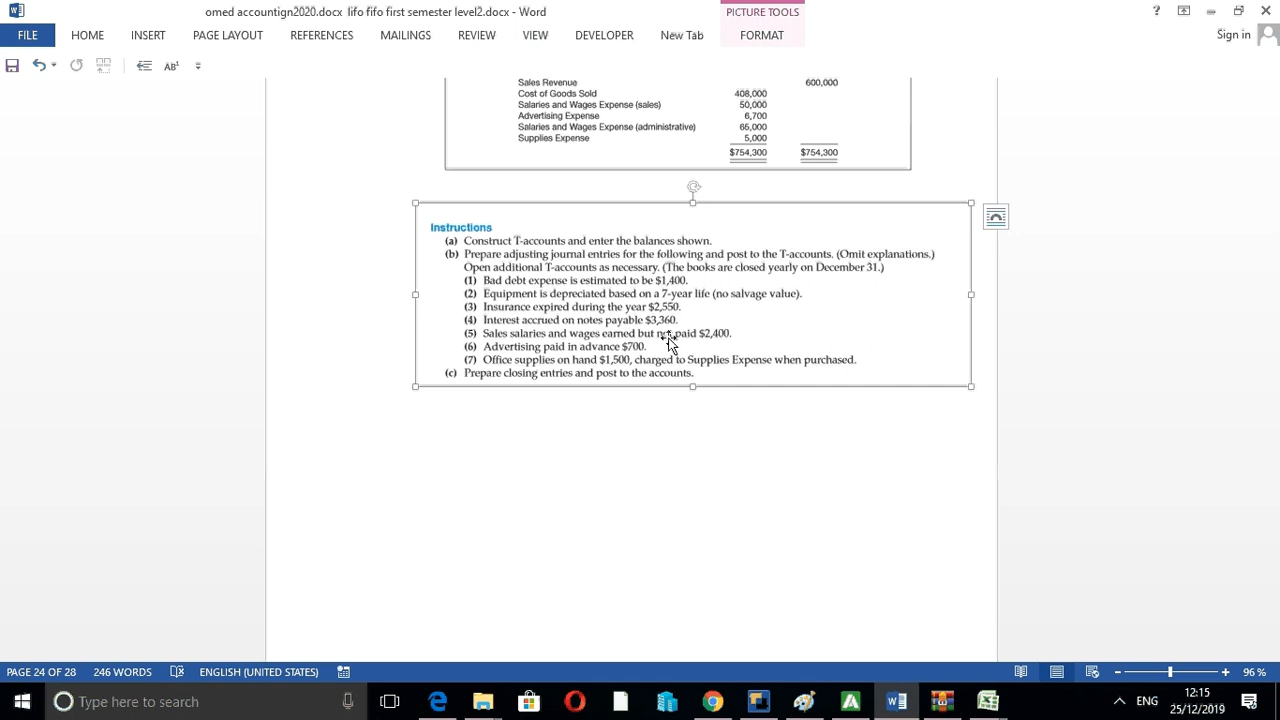 omed accountign2020.docx lifo fifo first semester level2.docx - Word
PICTURE TOOLS
?
FILE HOME INSERT PAGE LAYOUT REFERENCES MAILINGS REVIEW VIEW DEVELOPER New Tab FORMAT Sign in
AB¹
Sales Revenue 600,000
Cost of Goods Sold 408,000
Salaries and Wages Expense (sales) 50,000
Advertising Expense 6,700
Salaries and Wages Expense (administrative) 65,000
Supplies Expense 5,000
$754,300 $754,300
Instructions
(a) Construct T-accounts and enter the balances shown.
(b) Prepare adjusting journal entries for the following and post to the T-accounts. (Omit explanations.)
Open additional T-accounts as necessary. (The books are closed yearly on December 31.)
(1) Bad debt expense is estimated to be $1,400.
(2) Equipment is depreciated based on a 7-year life (no salvage value).
(3) Insurance expired during the year $2,550.
(4) Interest accrued on notes payable $3,360.
(5) Sales salaries and wages earned but not paid $2,400.
(6) Advertising paid in advance $700.
(7) Office supplies on hand $1,500, charged to Supplies Expense when purchased.
(c) Prepare closing entries and post to the accounts.
PAGE 24 OF 28 246 WORDS ENGLISH (UNITED STATES) 96 %
Type here to search
ENG
12:15
25/12/2019